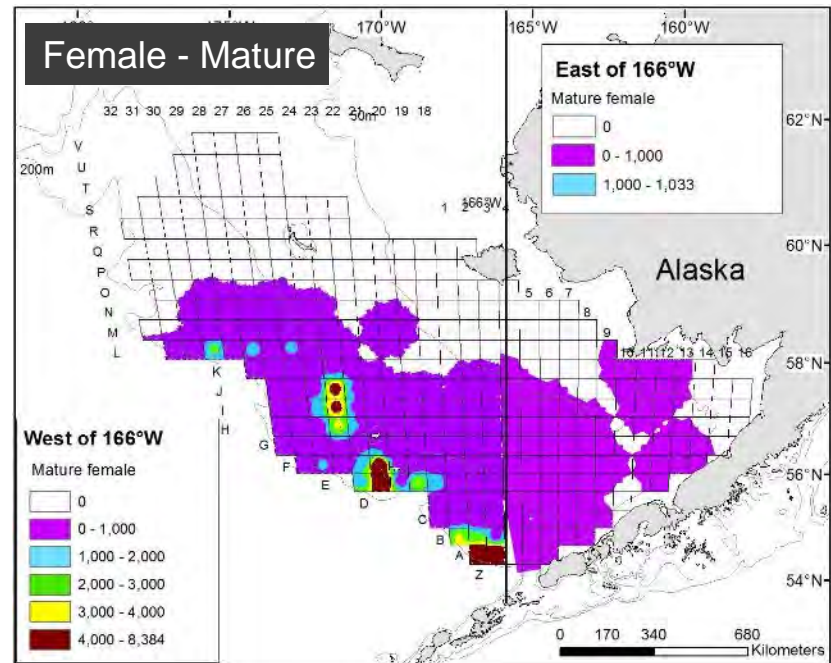 Female - Mature
175°W 170°W 165°W 160°W
East of 166°W
Mature female
0
0 - 1,000
1,000 - 1,033
62°N
60°N
58°N
56°N
54°N
32 31 30 29 28 27 26 25 24 23 22 21 20 19 18
50m
200m
V
U
T
S
R
Q
P
O
N
M
L
K
J
I
H
G
F
E
D
C
B
A
Z
166°W
1 2 3 4
5 6 7
8
9
10 11 12 13 14 15 16
Alaska
West of 166°W
Mature female
0
0 - 1,000
1,000 - 2,000
2,000 - 3,000
3,000 - 4,000
4,000 - 8,384
0 170 340 680
Kilometers